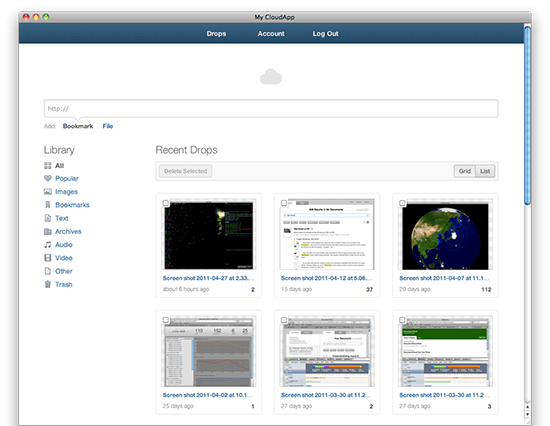 My CloudApp
Drops Account Log Out
http://
Add: Bookmark File
Library
All
Popular
Images
Bookmarks
Text
Archives
Audio
Video
Other
Trash
Recent Drops
Delete Selected
Grid List
Screen shot 2011-04-27 at 2.33....
about 6 hours ago 2
Screen shot 2011-04-12 at 5.06....
15 days ago 37
Screen shot 2011-04-07 at 11.1...
20 days ago 112
Screen shot 2011-04-02 at 10.1...
25 days ago 1
Screen shot 2011-03-30 at 11.2...
27 days ago 2
Screen shot 2011-03-30 at 11.2...
27 days ago 3